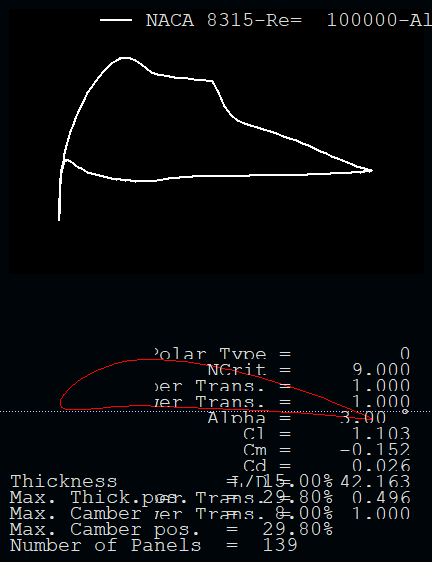 NACA 8315-Re= 100000-Al
Polar Type = 0
NCrit = 9.000
per Trans. = 1.000
per Trans. = 1.000
Alpha = 3.00 °
Cl = 1.103
Cm = -0.152
Cd = 0.026
L/D = 42.163
Thickness = 15.00%
per Trans. = 0.496
Max. Thick.pos. = 29.80%
per Trans. = 1.000
Max. Camber = 8.00%
Max. Camber pos. = 29.80%
Number of Panels = 139